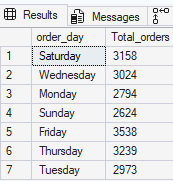 Results Messages
order_day Total_orders
1 Saturday 3158
2 Wednesday 3024
3 Monday 2794
4 Sunday 2624
5 Friday 3538
6 Thursday 3239
7 Tuesday 2973